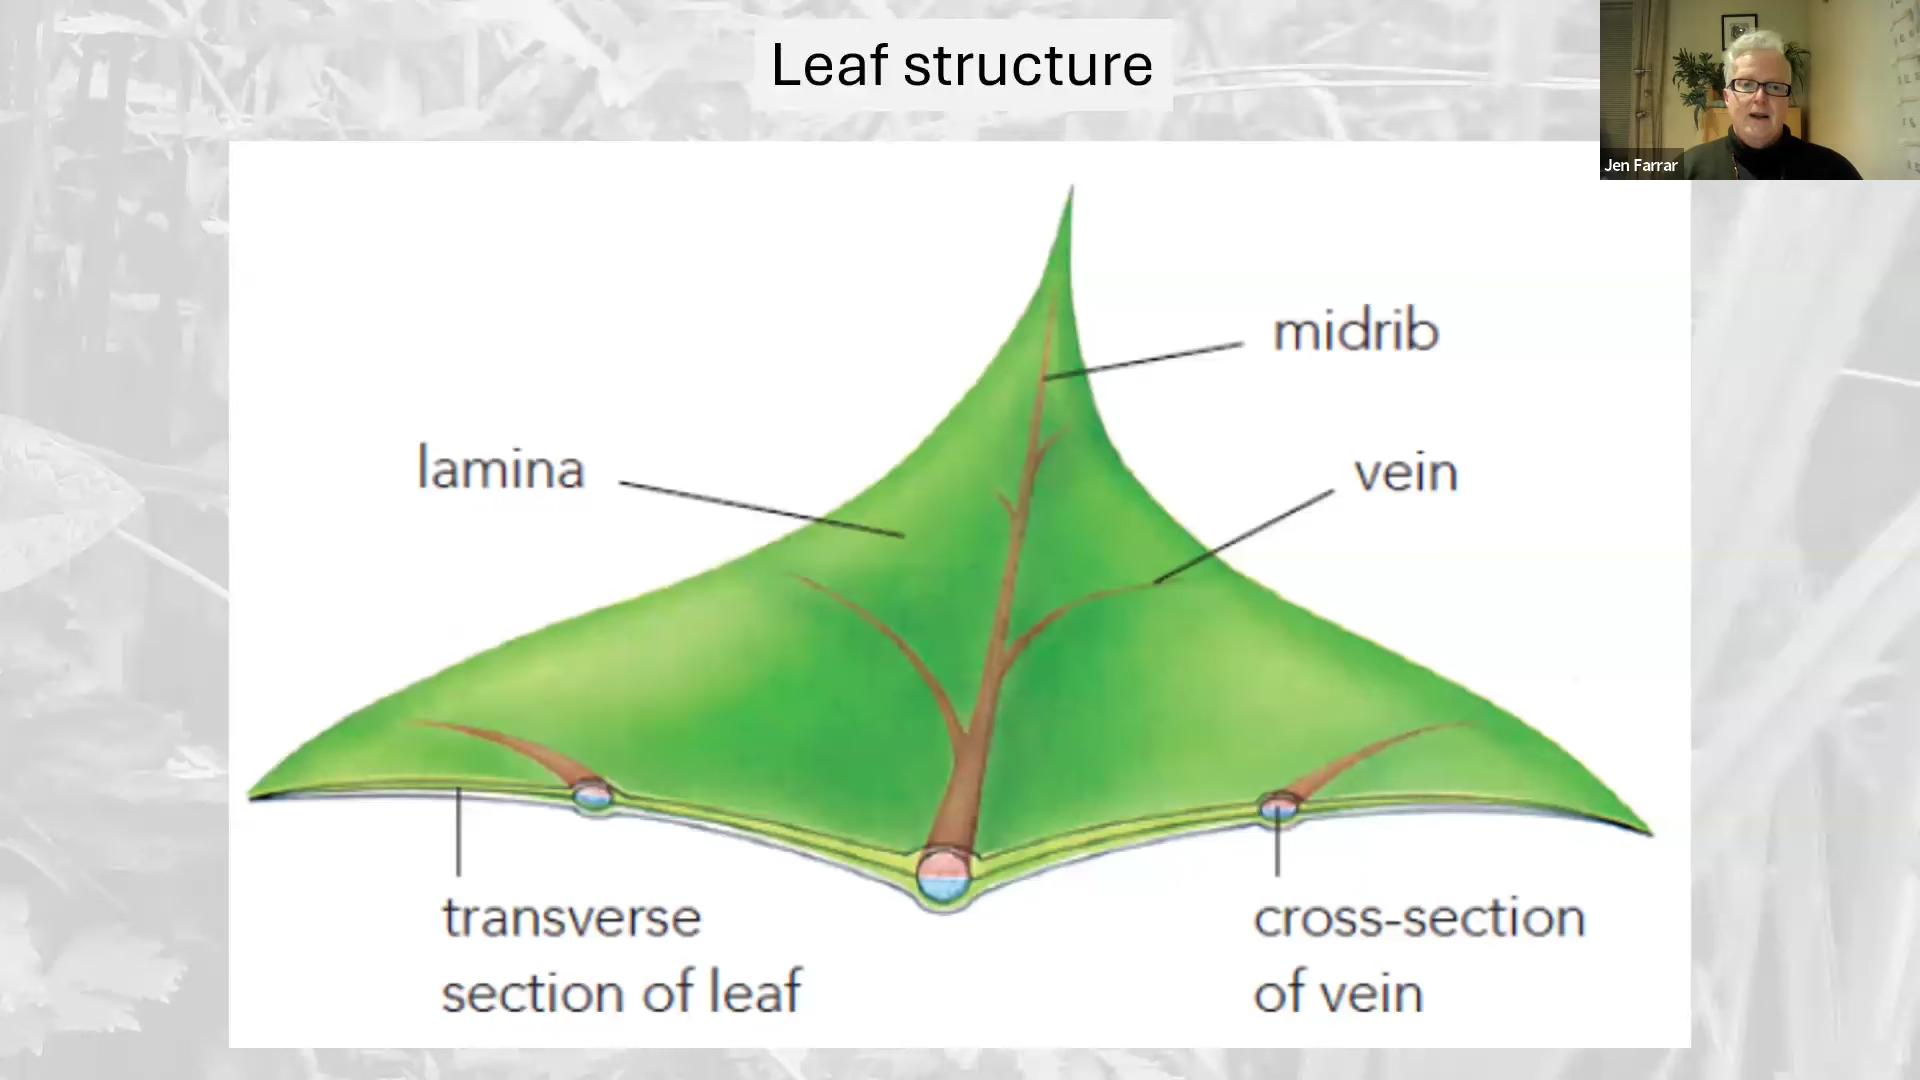 Leaf structure
Jen Farrar
midrib
lamina
vein
transverse
section of leaf
cross-section
of vein